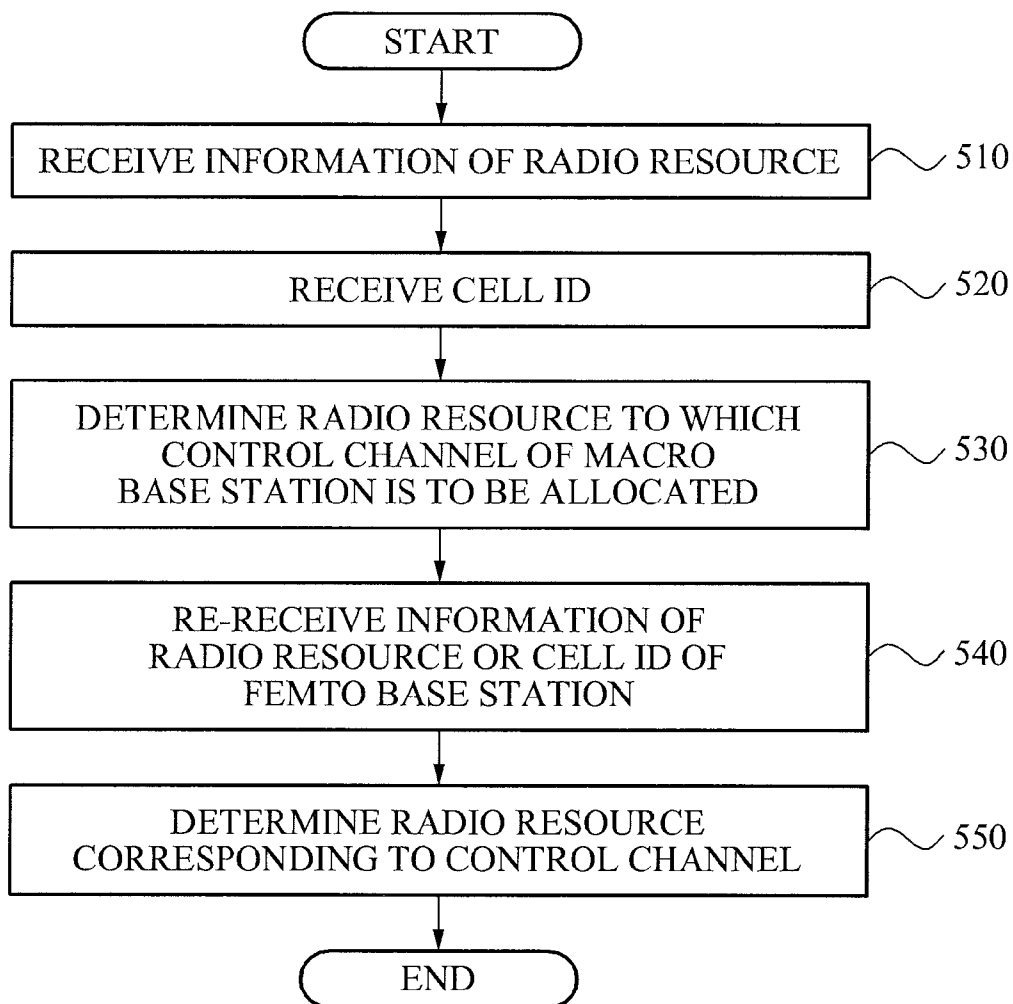 START
RECEIVE INFORMATION OF RADIO RESOURCE
510
RECEIVE CELL ID
520
DETERMINE RADIO RESOURCE TO WHICH
CONTROL CHANNEL OF MACRO
BASE STATION IS TO BE ALLOCATED
530
RE-RECEIVE INFORMATION OF
RADIO RESOURCE OR CELL ID OF
FEMTO BASE STATION
540
DETERMINE RADIO RESOURCE
CORRESPONDING TO CONTROL CHANNEL
550
END